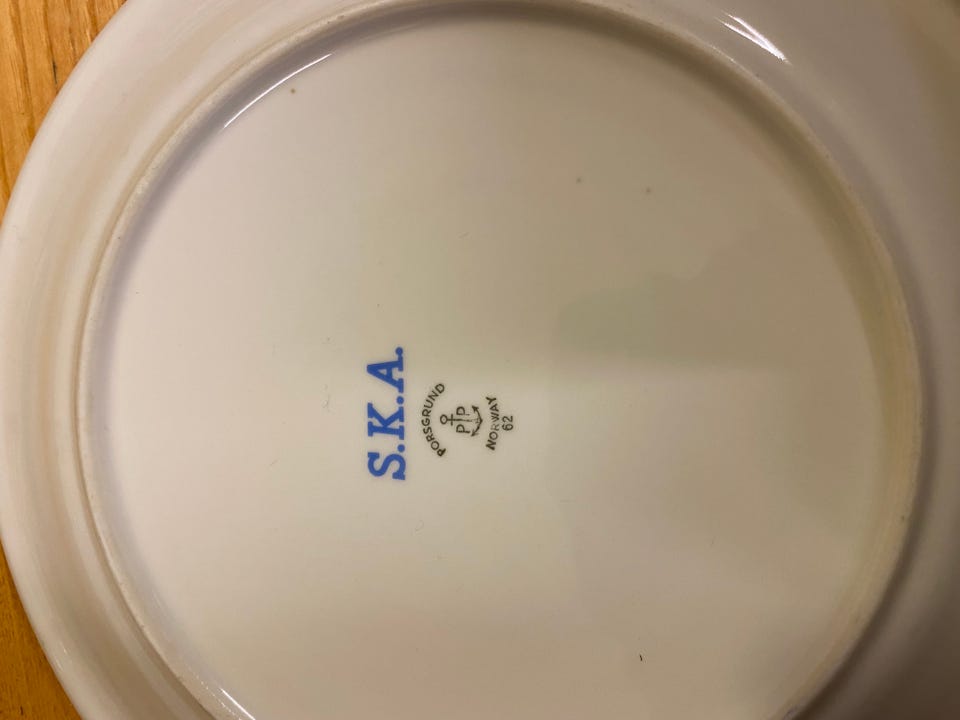 S.K.A.
PORSGRUND
PP
NORWAY
62